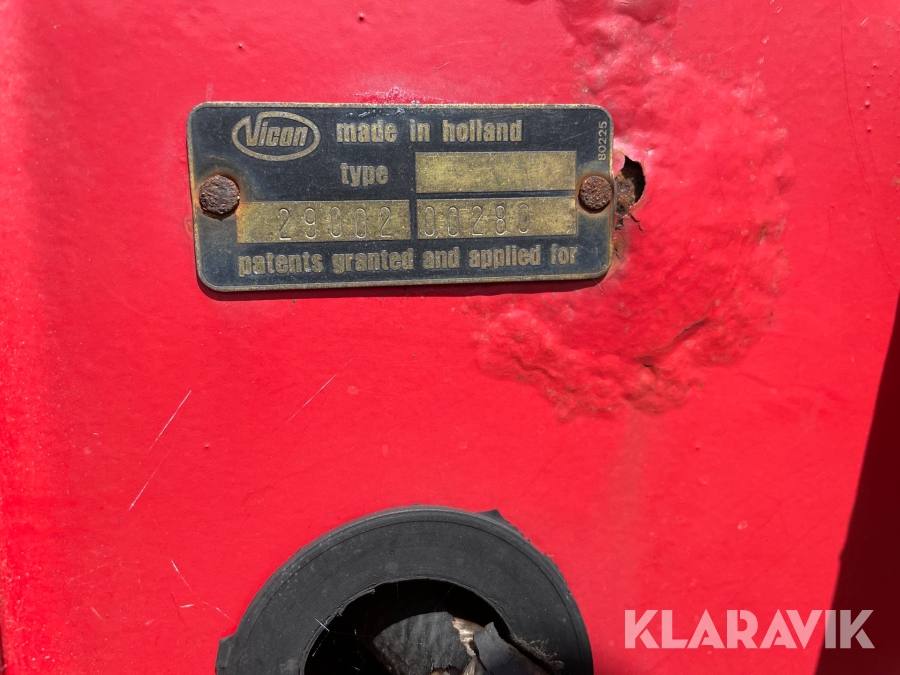 Vicon made in holland
80225
type
29002 00280
patents granted and applied for
KLARAVIK